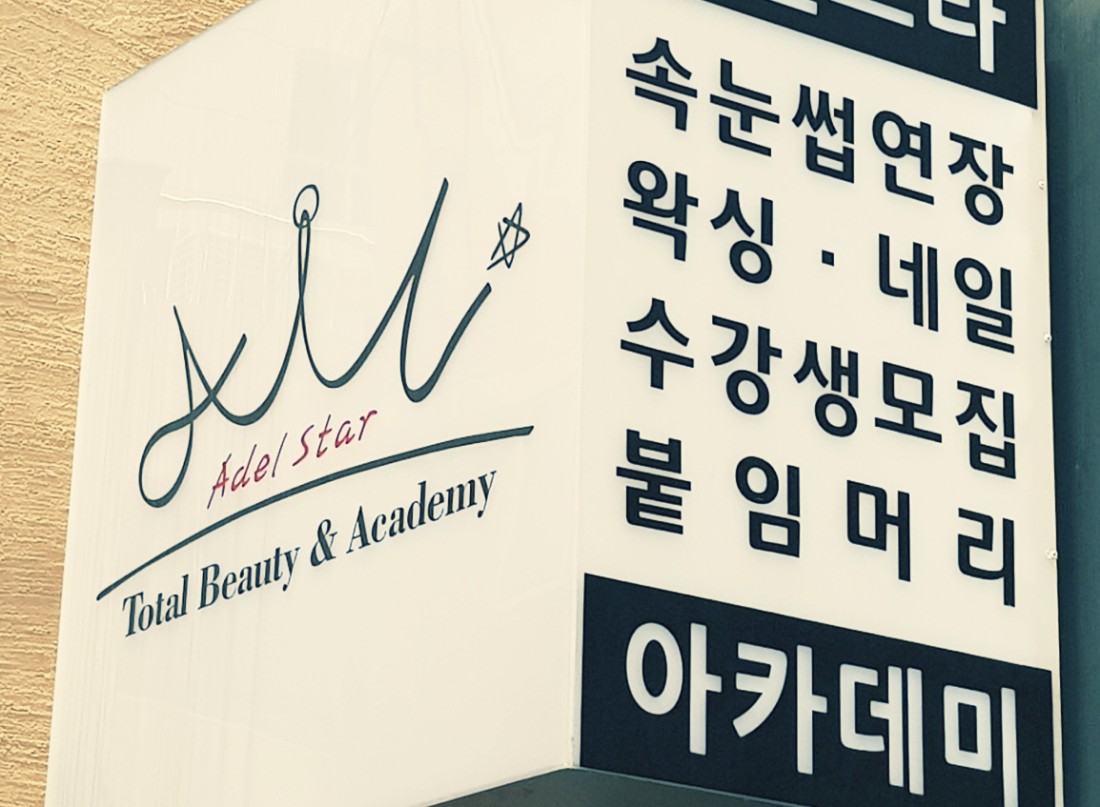 Adel Star
Total Beauty & Academy
속눈썹연장
왁싱 · 네일
수강생모집
붙임머리
아카데미